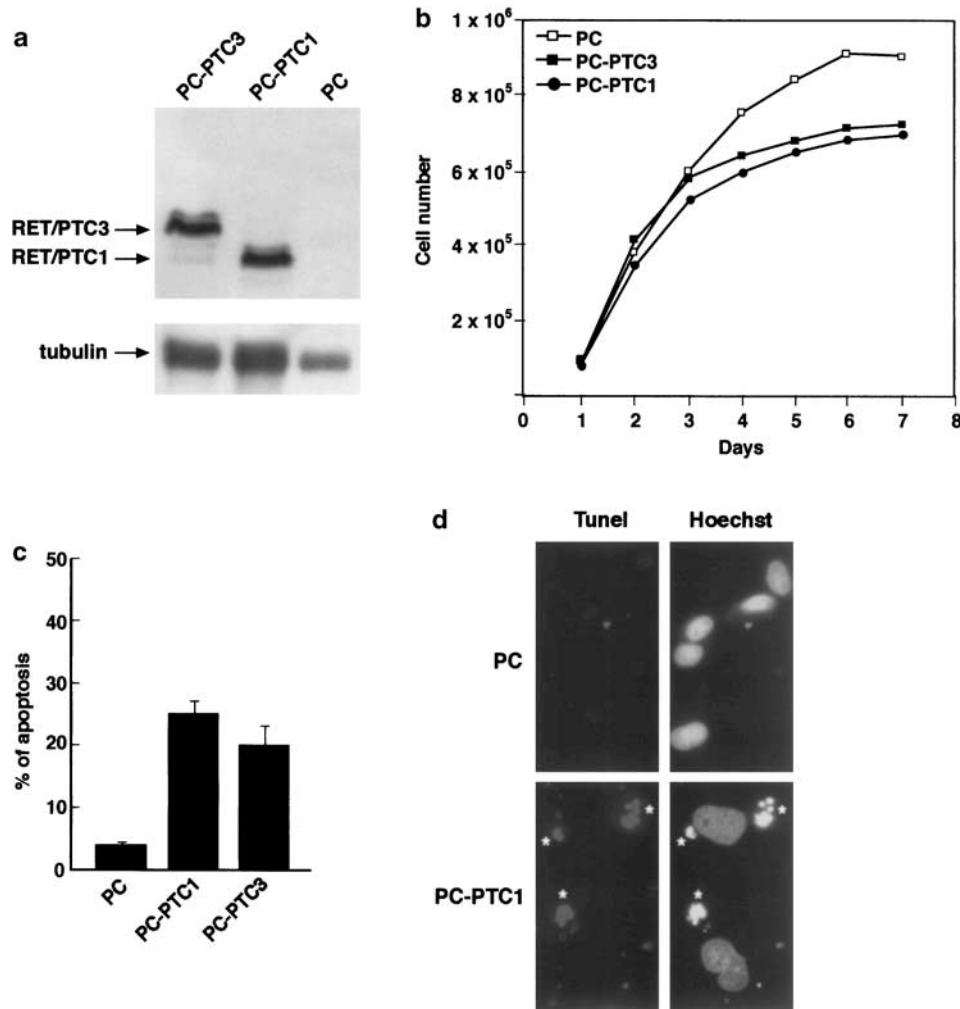 a
PC-PTC3
PC-PTC1
PC
RET/PTC3
RET/PTC1
tubulin
b
1 x 10⁶
8 x 10⁵
6 x 10⁵
4 x 10⁵
2 x 10⁵
Cell number
PC
PC-PTC3
PC-PTC1
0 1 2 3 4 5 6 7 8
Days
c
50
40
30
20
10
0
% of apoptosis
PC
PC-PTC1
PC-PTC3
d
Tunel Hoechst
PC
PC-PTC1